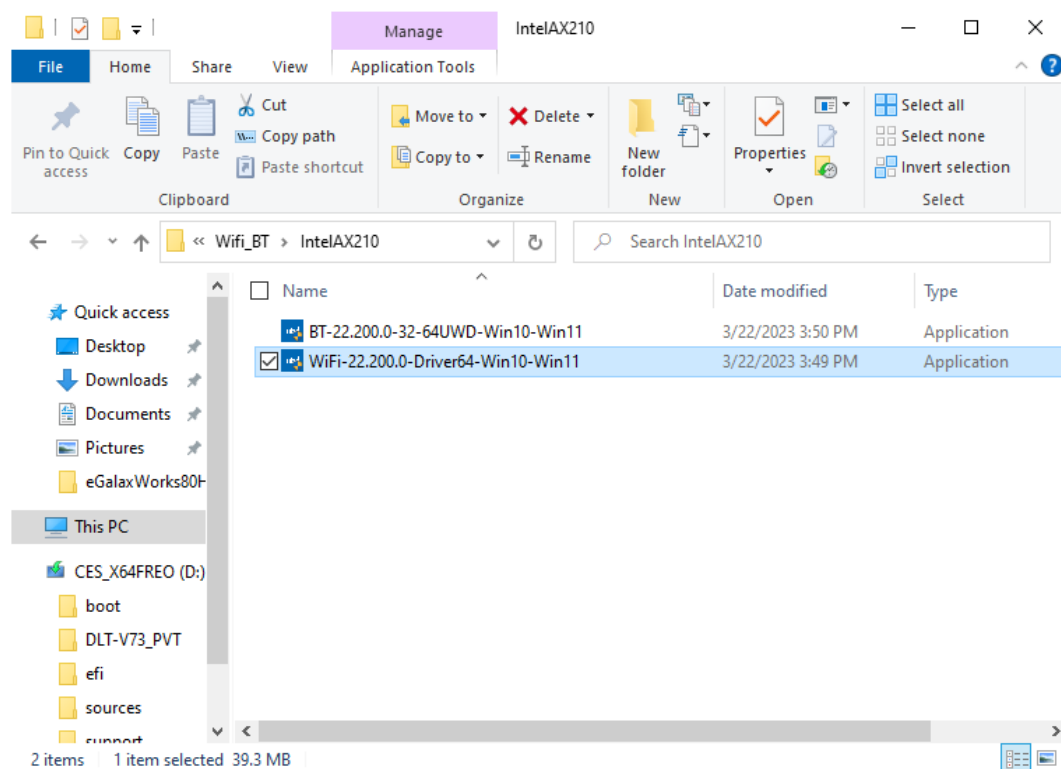 Manage
IntelAX210
File
Home
Share
View
Application Tools
Pin to Quick
access
Copy
Paste
Cut
Copy path
Paste shortcut
Clipboard
Move to
Copy to
Delete
Rename
Organize
New
folder
New
Properties
Open
Select all
Select none
Invert selection
Select
« Wifi_BT > IntelAX210
Search IntelAX210
Quick access
Desktop
Downloads
Documents
Pictures
eGalaxWorks80H
This PC
CES_X64FREO (D:)
boot
DLT-V73_PVT
efi
sources
support
Name Date modified Type
BT-22.200.0-32-64UWD-Win10-Win11 3/22/2023 3:50 PM Application
WiFi-22.200.0-Driver64-Win10-Win11 3/22/2023 3:49 PM Application
2 items 1 item selected 39.3 MB